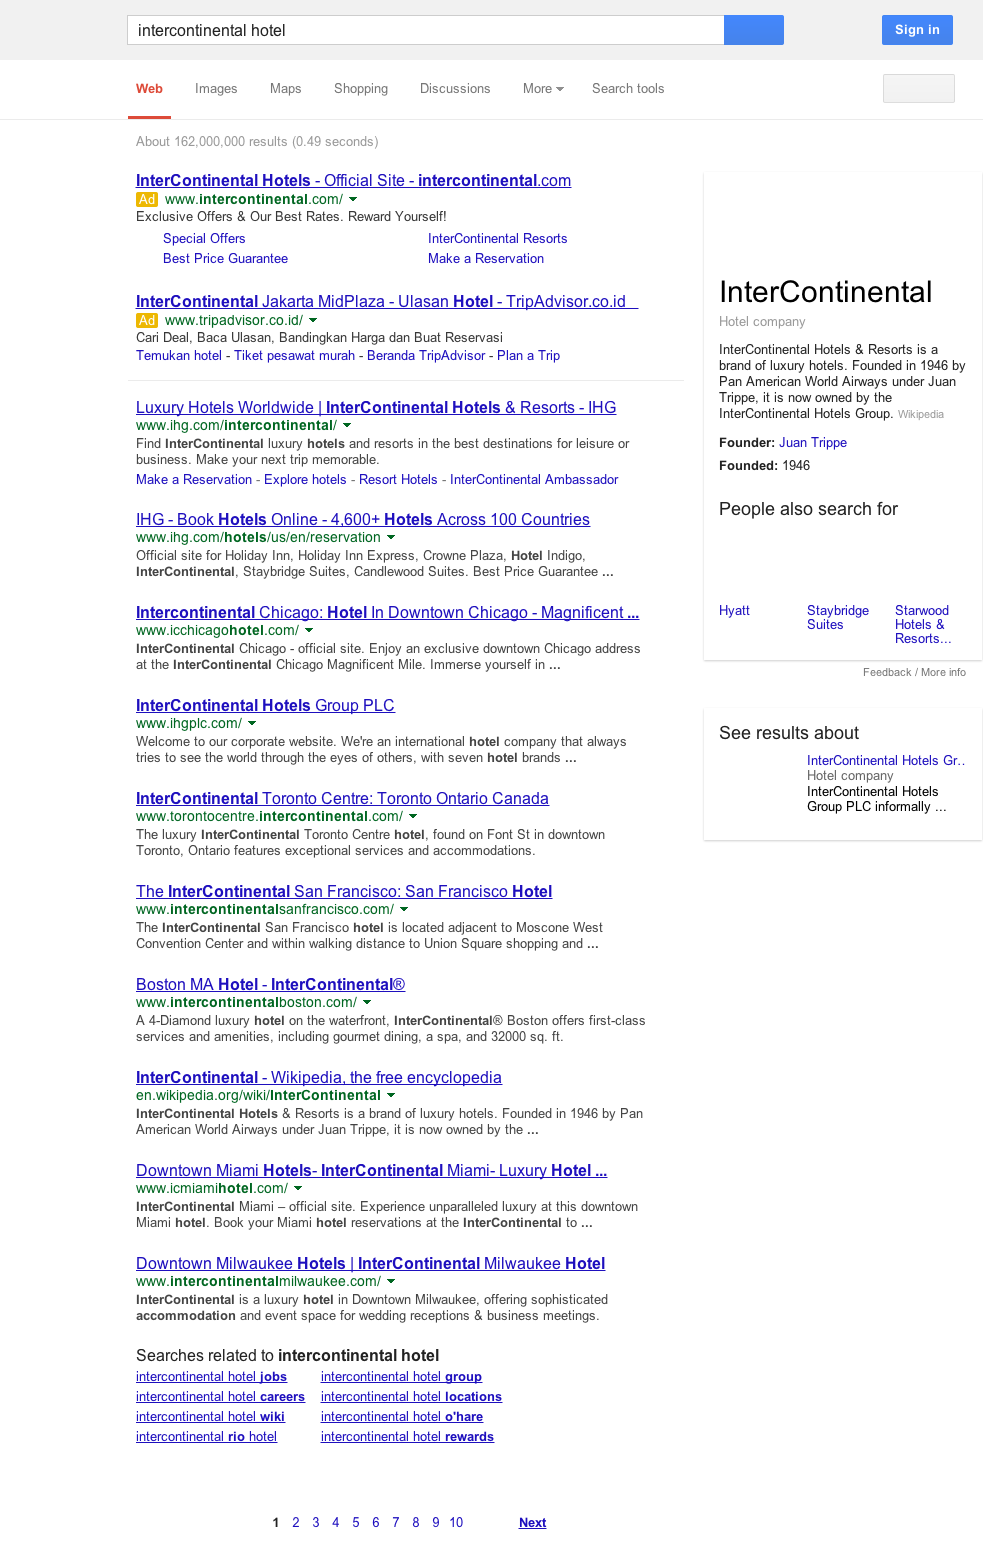 intercontinental hotel
Sign in
Web Images Maps Shopping Discussions More Search tools
About 162,000,000 results (0.49 seconds)
InterContinental Hotels - Official Site - intercontinental.com
Ad www.intercontinental.com/
Exclusive Offers & Our Best Rates. Reward Yourself!
Special Offers InterContinental Resorts
Best Price Guarantee Make a Reservation
InterContinental Jakarta MidPlaza - Ulasan Hotel - TripAdvisor.co.id
Ad www.tripadvisor.co.id/
Cari Deal, Baca Ulasan, Bandingkan Harga dan Buat Reservasi
Temukan hotel - Tiket pesawat murah - Beranda TripAdvisor - Plan a Trip
Luxury Hotels Worldwide | InterContinental Hotels & Resorts - IHG
www.ihg.com/intercontinental/
Find InterContinental luxury hotels and resorts in the best destinations for leisure or
business. Make your next trip memorable.
Make a Reservation - Explore hotels - Resort Hotels - InterContinental Ambassador
IHG - Book Hotels Online - 4,600+ Hotels Across 100 Countries
www.ihg.com/hotels/us/en/reservation
Official site for Holiday Inn, Holiday Inn Express, Crowne Plaza, Hotel Indigo,
InterContinental, Staybridge Suites, Candlewood Suites. Best Price Guarantee ...
Intercontinental Chicago: Hotel In Downtown Chicago - Magnificent ...
www.icchicagohotel.com/
InterContinental Chicago - official site. Enjoy an exclusive downtown Chicago address
at the InterContinental Chicago Magnificent Mile. Immerse yourself in ...
InterContinental Hotels Group PLC
www.ihgplc.com/
Welcome to our corporate website. We're an international hotel company that always
tries to see the world through the eyes of others, with seven hotel brands ...
InterContinental Toronto Centre: Toronto Ontario Canada
www.torontocentre.intercontinental.com/
The luxury InterContinental Toronto Centre hotel, found on Font St in downtown
Toronto, Ontario features exceptional services and accommodations.
The InterContinental San Francisco: San Francisco Hotel
www.intercontinentalsanfrancisco.com/
The InterContinental San Francisco hotel is located adjacent to Moscone West
Convention Center and within walking distance to Union Square shopping and ...
Boston MA Hotel - InterContinental®
www.intercontinentalboston.com/
A 4-Diamond luxury hotel on the waterfront, InterContinental® Boston offers first-class
services and amenities, including gourmet dining, a spa, and 32000 sq. ft.
InterContinental - Wikipedia, the free encyclopedia
en.wikipedia.org/wiki/InterContinental
InterContinental Hotels & Resorts is a brand of luxury hotels. Founded in 1946 by Pan
American World Airways under Juan Trippe, it is now owned by the ...
Downtown Miami Hotels- InterContinental Miami- Luxury Hotel ...
www.icmiamihotel.com/
InterContinental Miami – official site. Experience unparalleled luxury at this downtown
Miami hotel. Book your Miami hotel reservations at the InterContinental to ...
Downtown Milwaukee Hotels | InterContinental Milwaukee Hotel
www.intercontinentalmilwaukee.com/
InterContinental is a luxury hotel in Downtown Milwaukee, offering sophisticated
accommodation and event space for wedding receptions & business meetings.
Searches related to intercontinental hotel
intercontinental hotel jobs intercontinental hotel group
intercontinental hotel careers intercontinental hotel locations
intercontinental hotel wiki intercontinental hotel o'hare
intercontinental rio hotel intercontinental hotel rewards
1 2 3 4 5 6 7 8 9 10 Next
InterContinental
Hotel company
InterContinental Hotels & Resorts is a
brand of luxury hotels. Founded in 1946 by
Pan American World Airways under Juan
Trippe, it is now owned by the
InterContinental Hotels Group. Wikipedia
Founder: Juan Trippe
Founded: 1946
People also search for
Hyatt Staybridge Starwood
Suites Hotels &
Resorts...
Feedback / More info
See results about
InterContinental Hotels Gr..
Hotel company
InterContinental Hotels
Group PLC informally ...